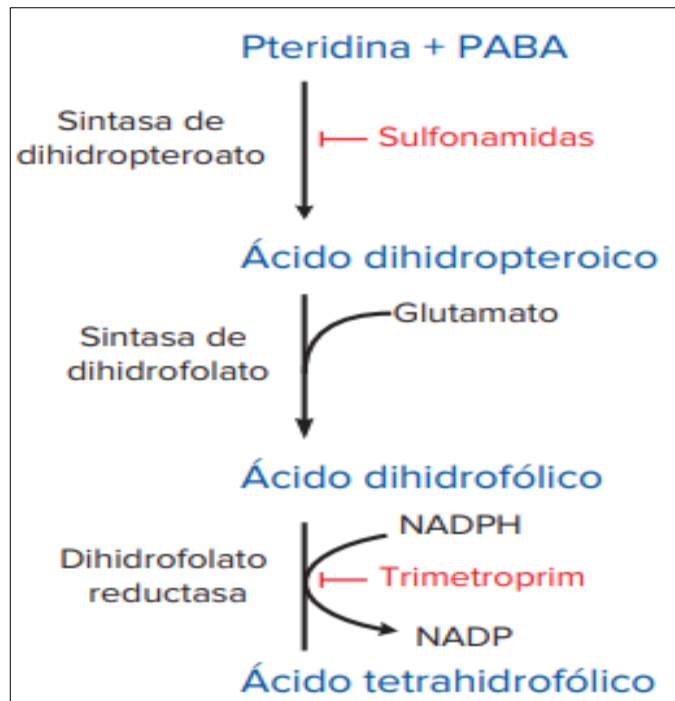 Pteridina + PABA
Sintasa de
dihidropteroato
Sulfonamidas
Ácido dihidropteroico
Glutamato
Sintasa de
dihidrofolato
Ácido dihidrofólico
NADPH
Dihidrofolato
reductasa
Trimetroprim
NADP
Ácido tetrahidrofólico